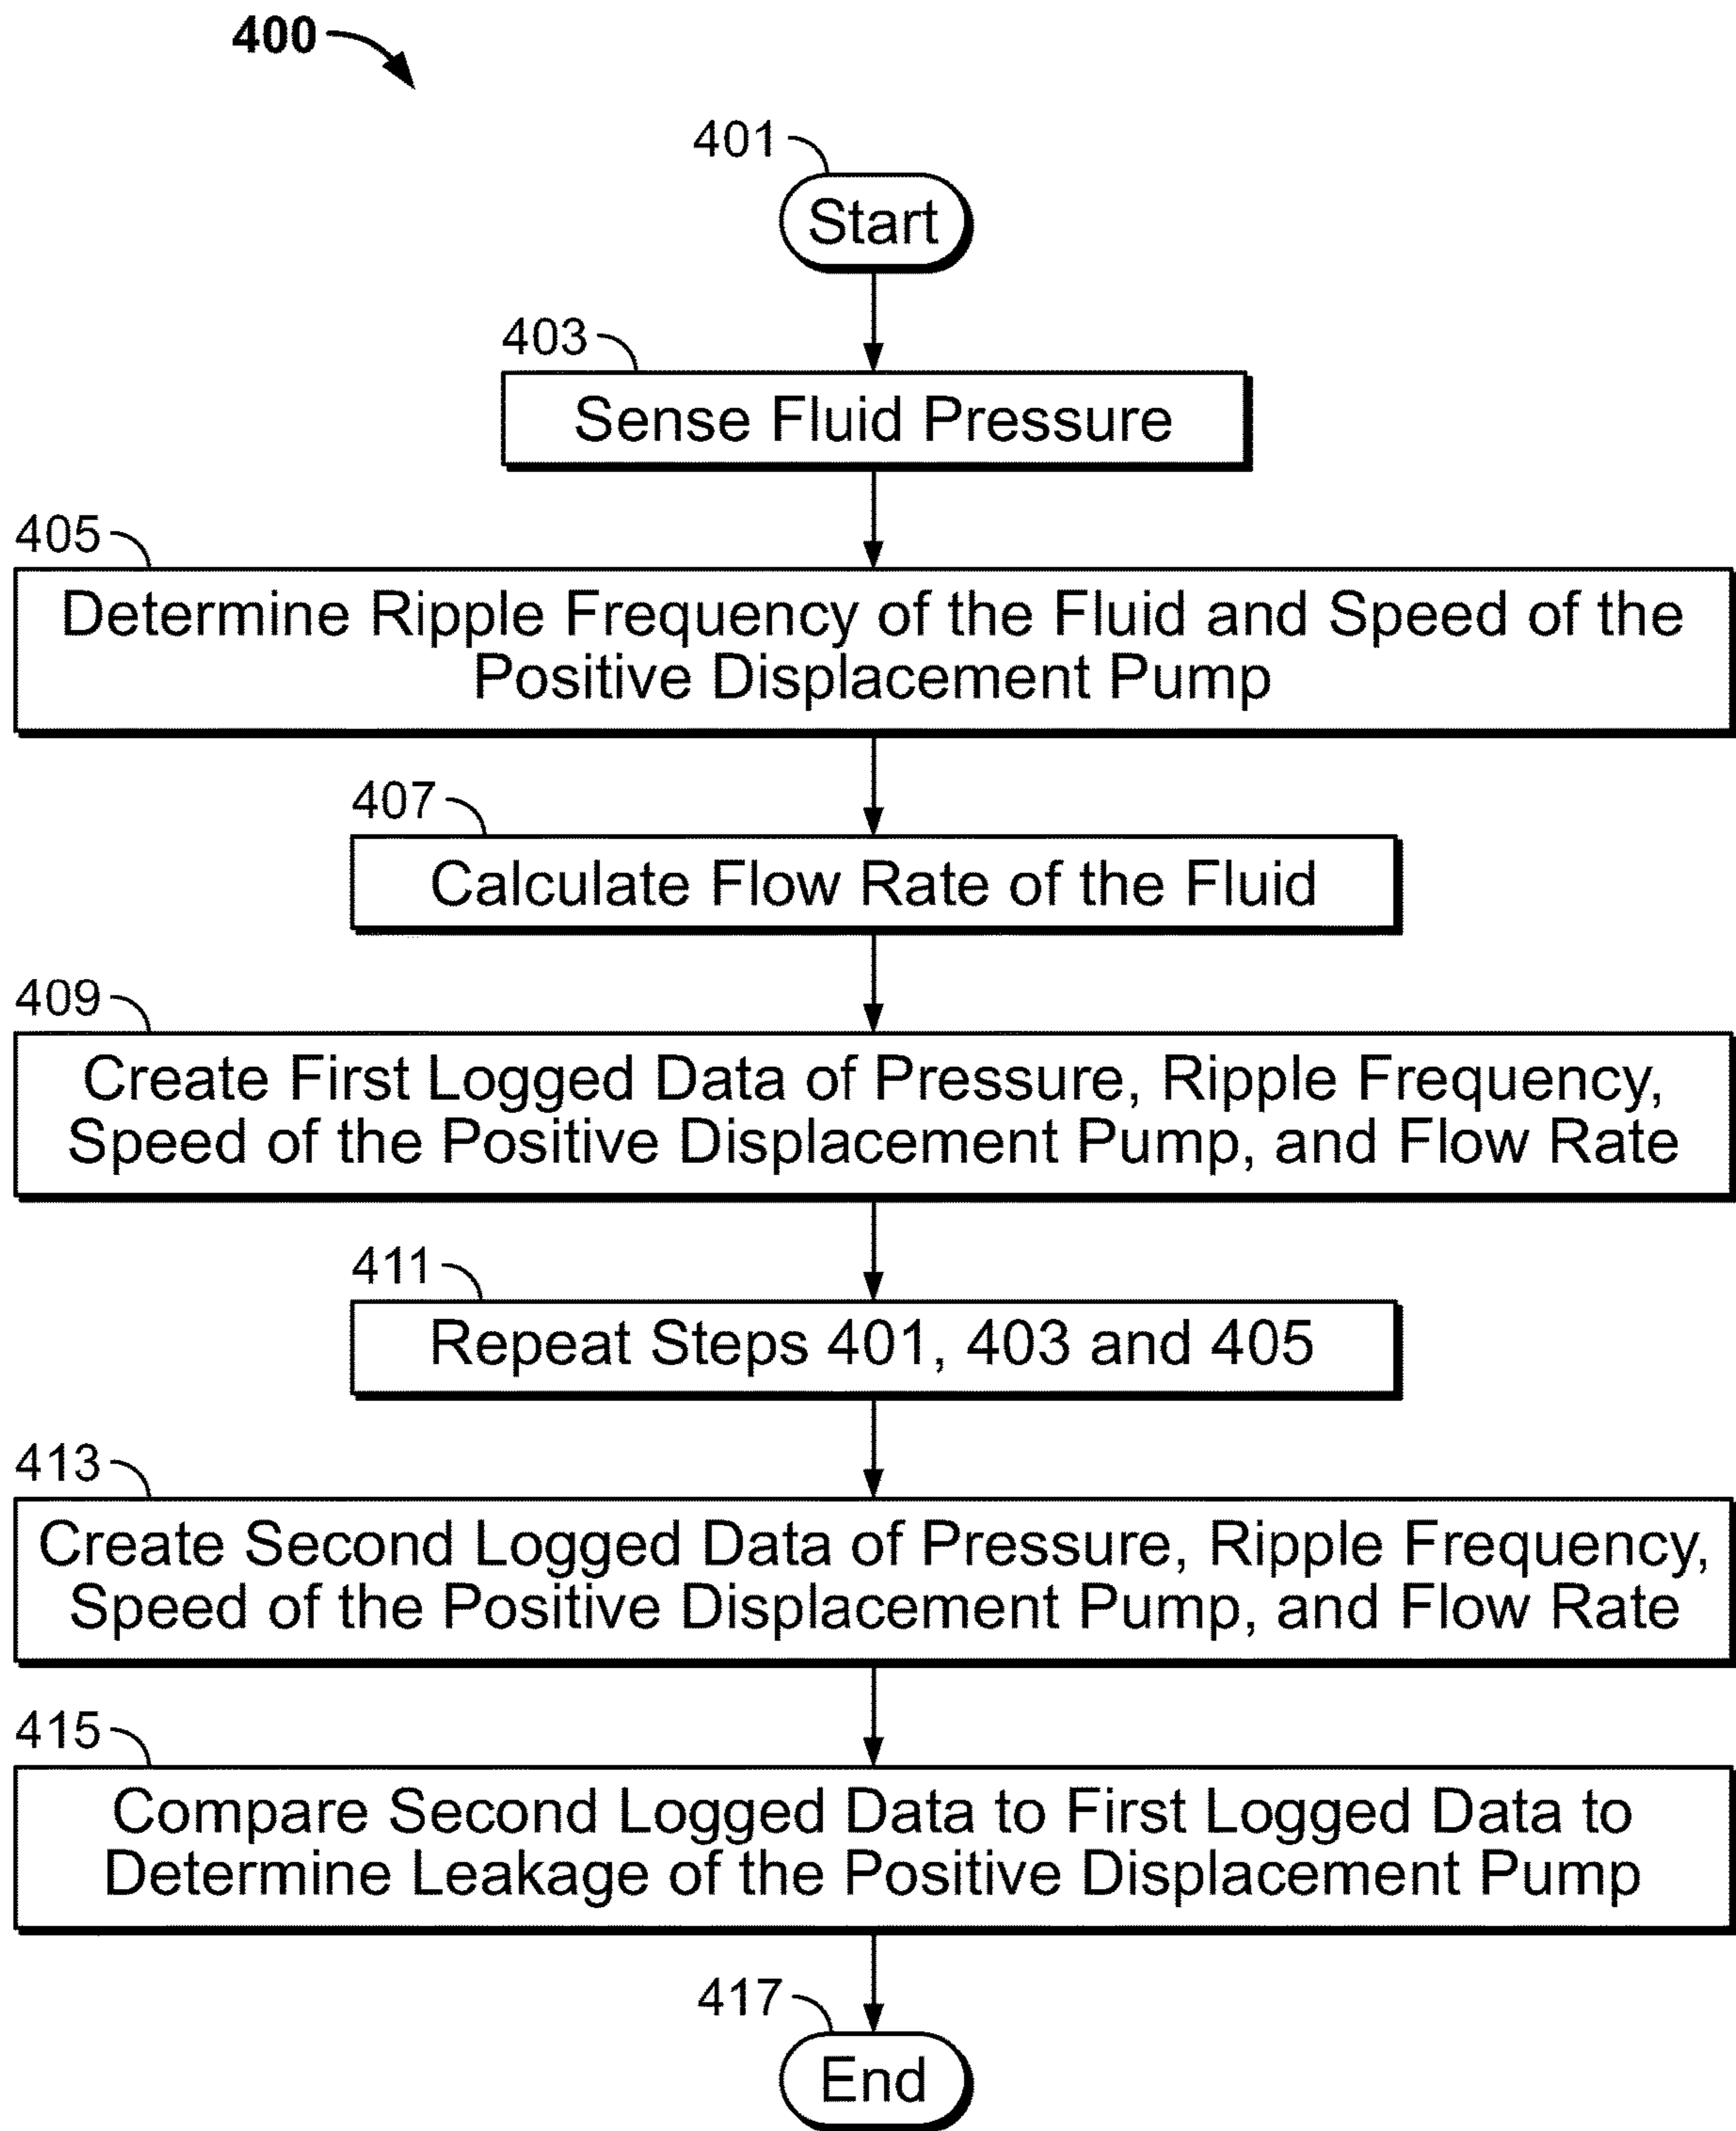 400
401
Start
403
Sense Fluid Pressure
405
Determine Ripple Frequency of the Fluid and Speed of the
Positive Displacement Pump
407
Calculate Flow Rate of the Fluid
409
Create First Logged Data of Pressure, Ripple Frequency,
Speed of the Positive Displacement Pump, and Flow Rate
411
Repeat Steps 401, 403 and 405
413
Create Second Logged Data of Pressure, Ripple Frequency,
Speed of the Positive Displacement Pump, and Flow Rate
415
Compare Second Logged Data to First Logged Data to
Determine Leakage of the Positive Displacement Pump
417
End